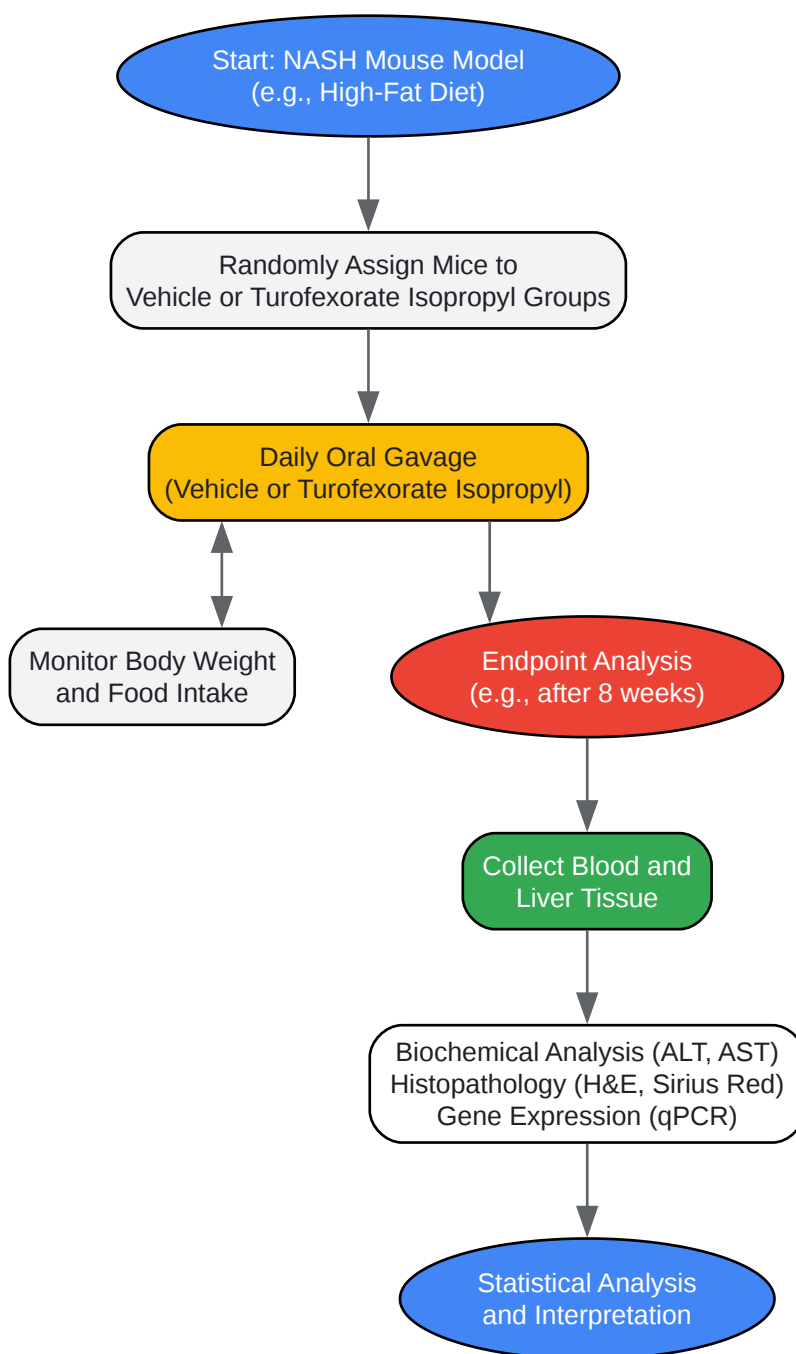 Start: NASH Mouse Model
(e.g., High-Fat Diet)
Randomly Assign Mice to
Vehicle or Turofexorate Isopropyl Groups
Daily Oral Gavage
(Vehicle or Turofexorate Isopropyl)
Monitor Body Weight
and Food Intake
Endpoint Analysis
(e.g., after 8 weeks)
Collect Blood and
Liver Tissue
Biochemical Analysis (ALT, AST)
Histopathology (H&E, Sirius Red)
Gene Expression (qPCR)
Statistical Analysis
and Interpretation